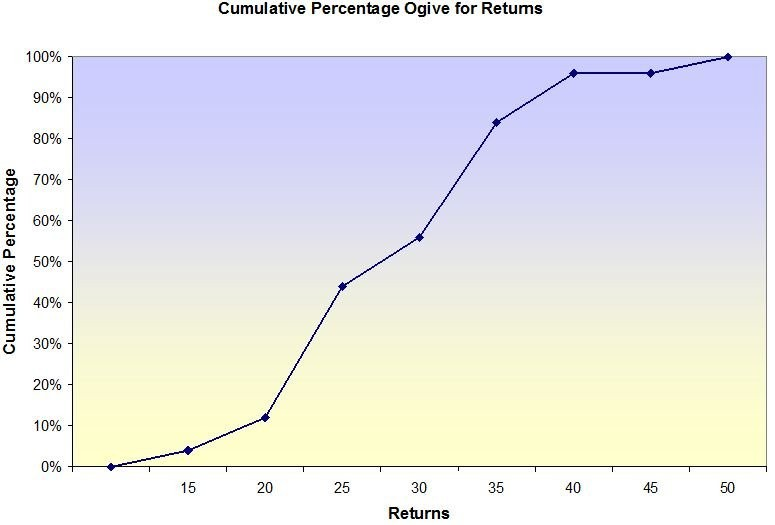 Cumulative Percentage Ogive for Returns
100%
90%
80%
70%
60%
50%
40%
30%
20%
10%
0%
Cumulative Percentage
15 20 25 30 35 40 45 50
Returns